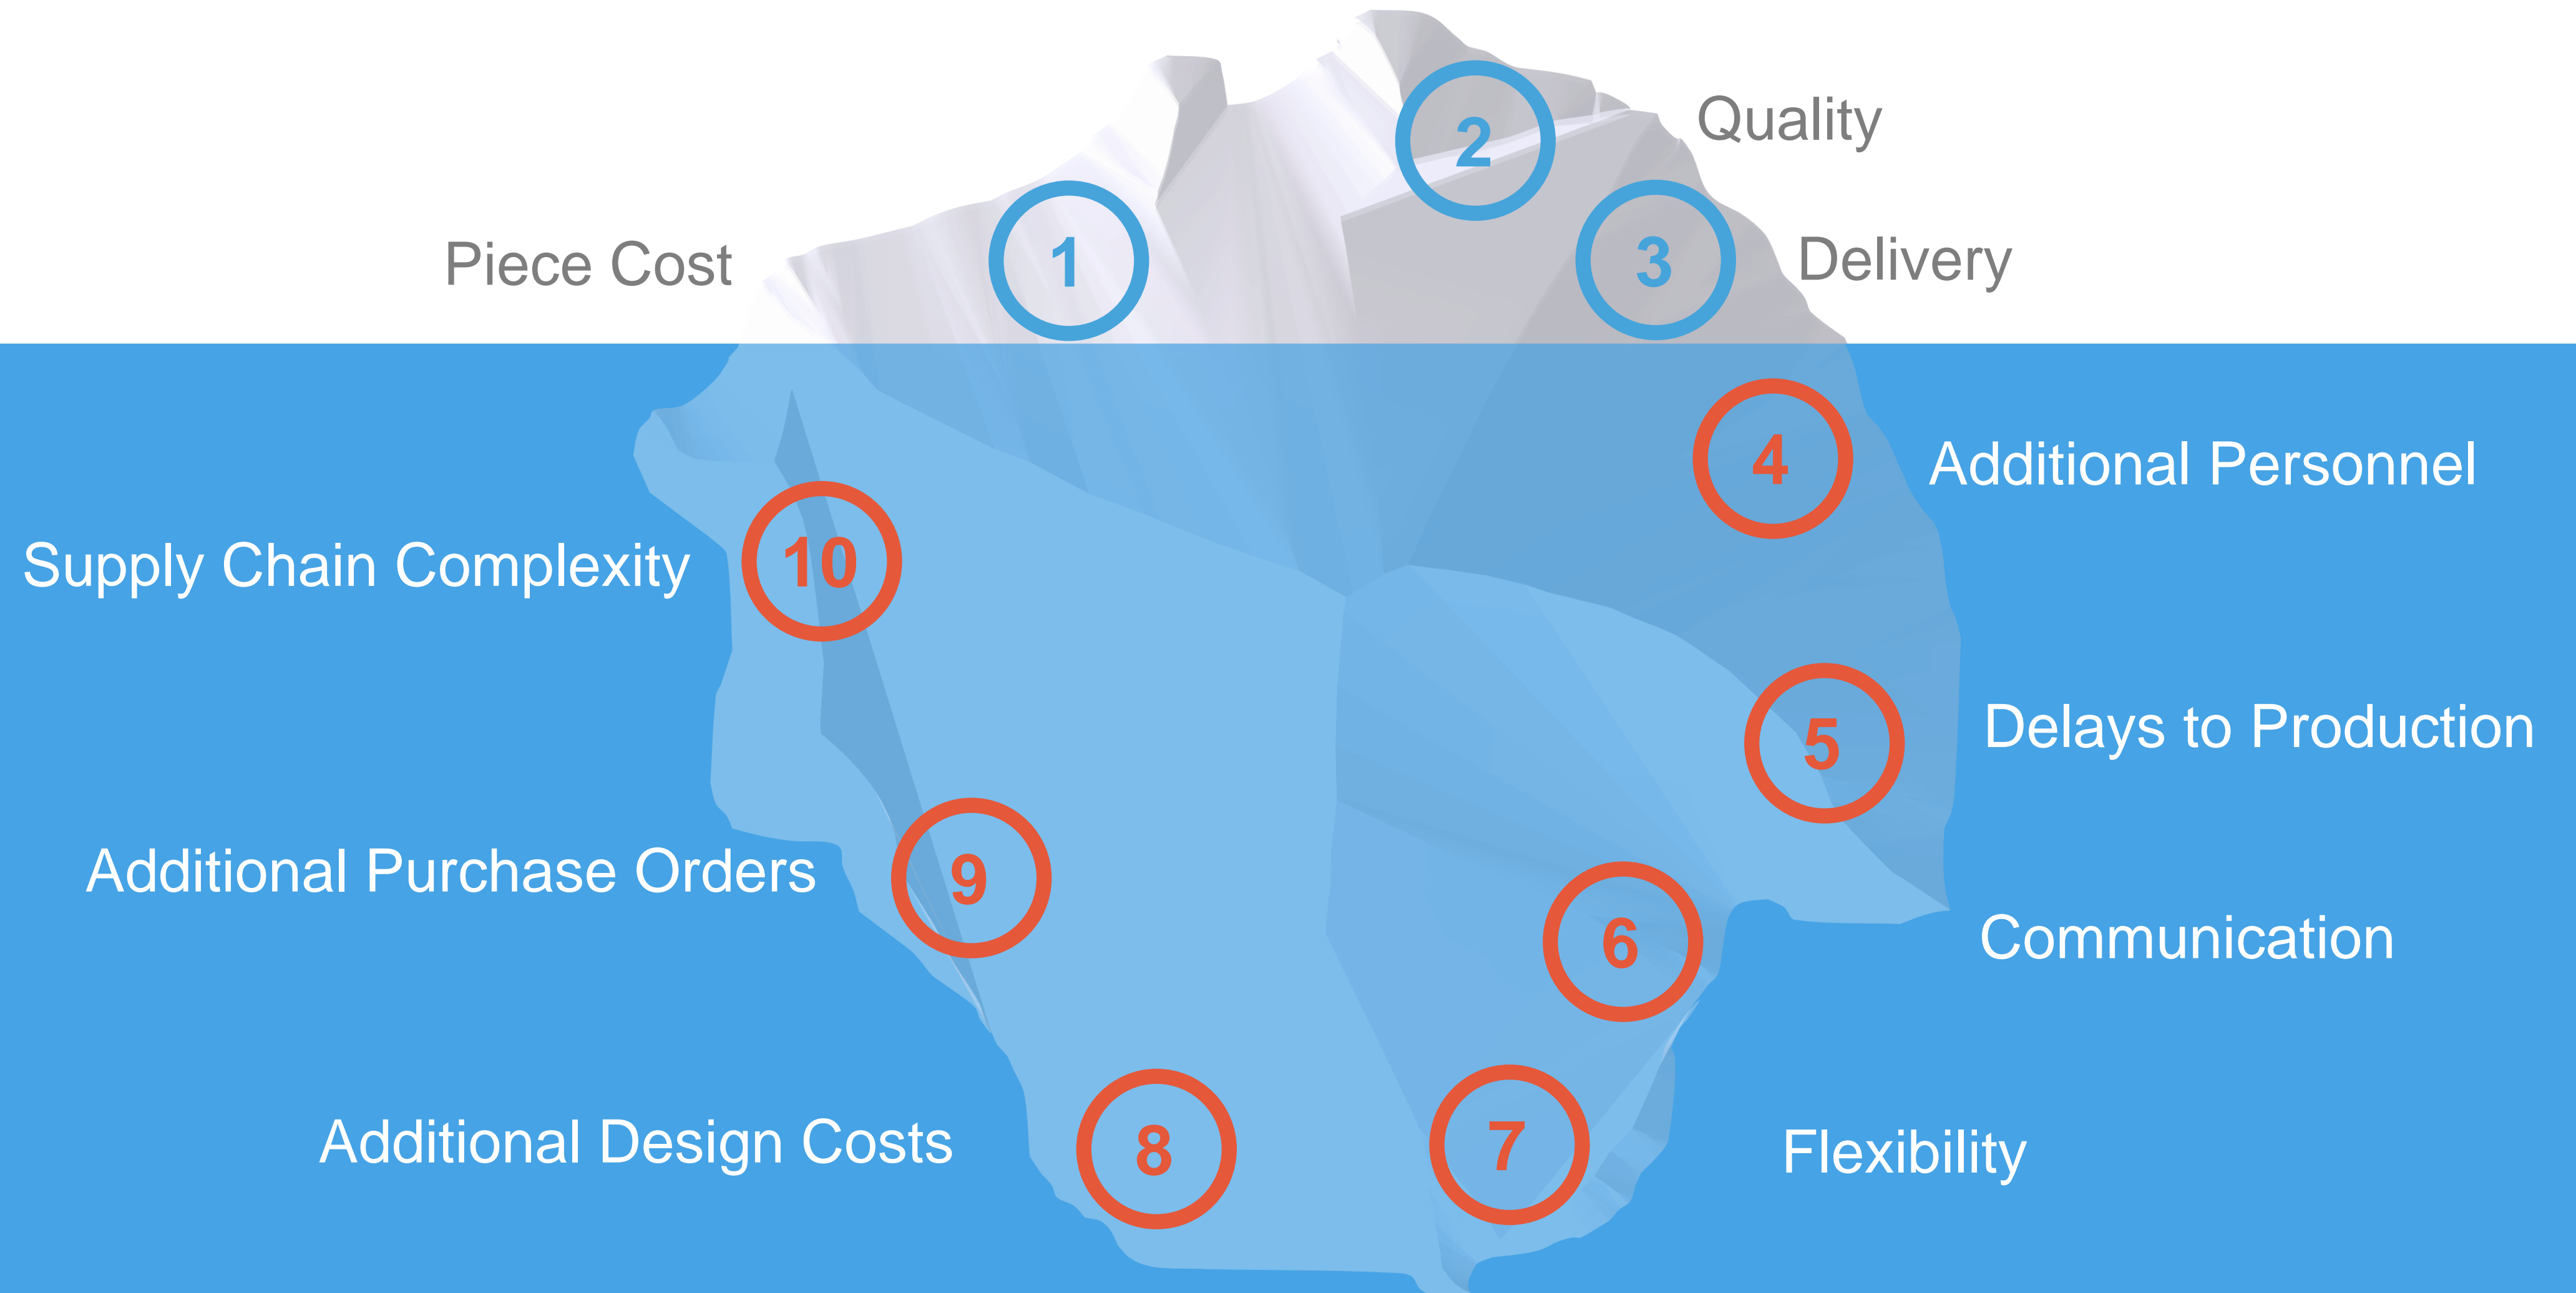 Quality
2
Piece Cost
1
3
Delivery
4
Additional Personnel
Supply Chain Complexity
10
5
Delays to Production
Additional Purchase Orders
9
6
Communication
Additional Design Costs
8
7
Flexibility